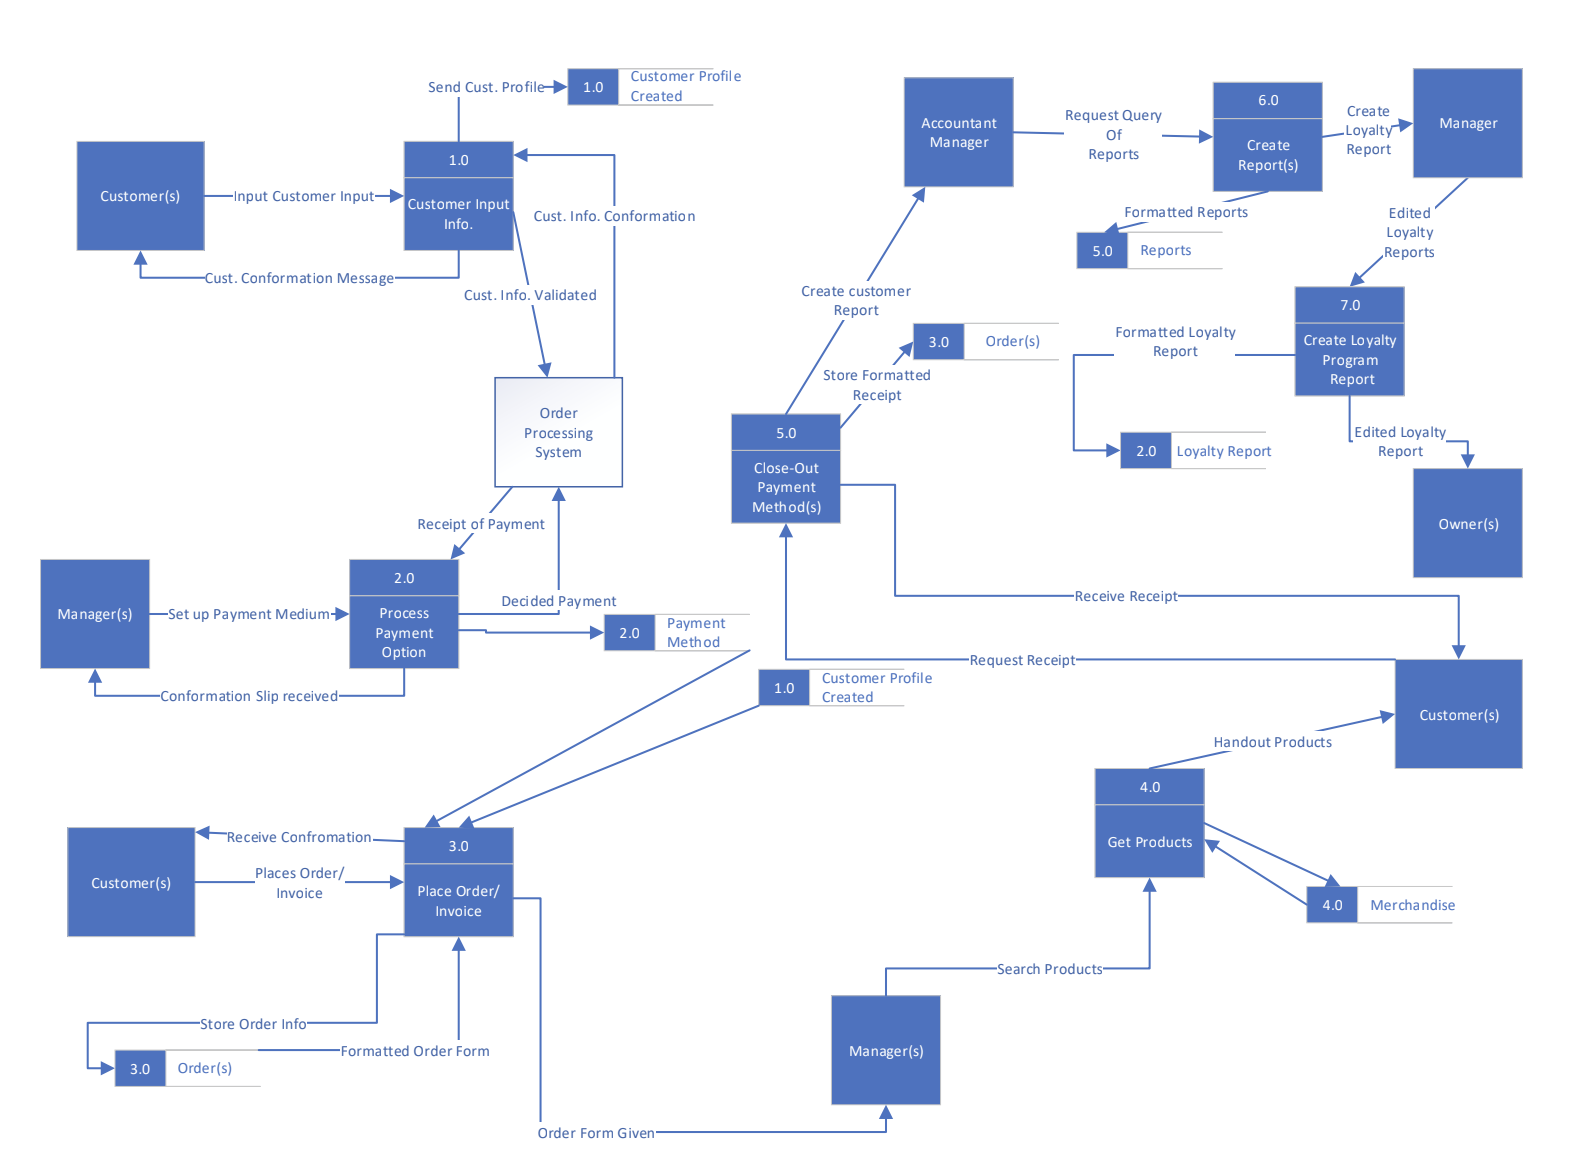 Send Cust. Profile
1.0
Customer Profile
Created
Customer(s)
Input Customer Input
1.0
Customer Input
Info.
Cust. Info. Conformation
Cust. Conformation Message
Cust. Info. Validated
Order
Processing
System
Receipt of Payment
Manager(s)
Set up Payment Medium
2.0
Process
Payment
Option
Decided Payment
2.0
Payment
Method
Conformation Slip received
1.0
Customer Profile
Created
Customer(s)
Receive Confromation
Places Order/
Invoice
3.0
Place Order/
Invoice
Store Order Info
3.0
Order(s)
Formatted Order Form
Order Form Given
Accountant
Manager
Request Query
Of
Reports
6.0
Create
Report(s)
Create
Loyalty
Report
Manager
Formatted Reports
5.0
Reports
Edited
Loyalty
Reports
Create customer
Report
3.0
Order(s)
Store Formatted
Receipt
5.0
Close-Out
Payment
Method(s)
7.0
Create Loyalty
Program
Report
Formatted Loyalty
Report
2.0
Loyalty Report
Edited Loyalty
Report
Owner(s)
Receive Receipt
Request Receipt
Customer(s)
Handout Products
4.0
Get Products
4.0
Merchandise
Search Products
Manager(s)